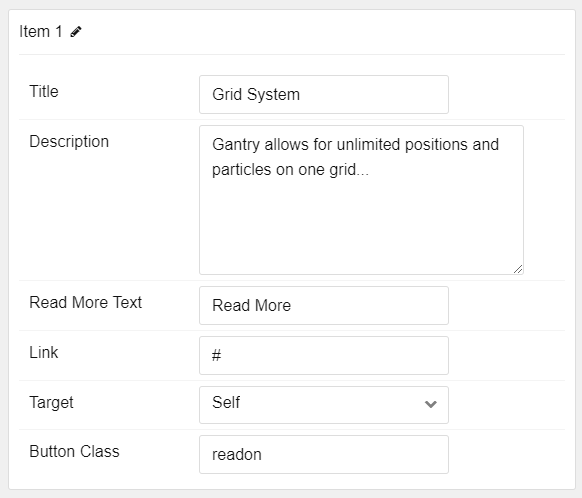 Item 1
Title
Grid System
Description
Gantry allows for unlimited positions and
particles on one grid...
Read More Text
Read More
Link
#
Target
Self
Button Class
readon